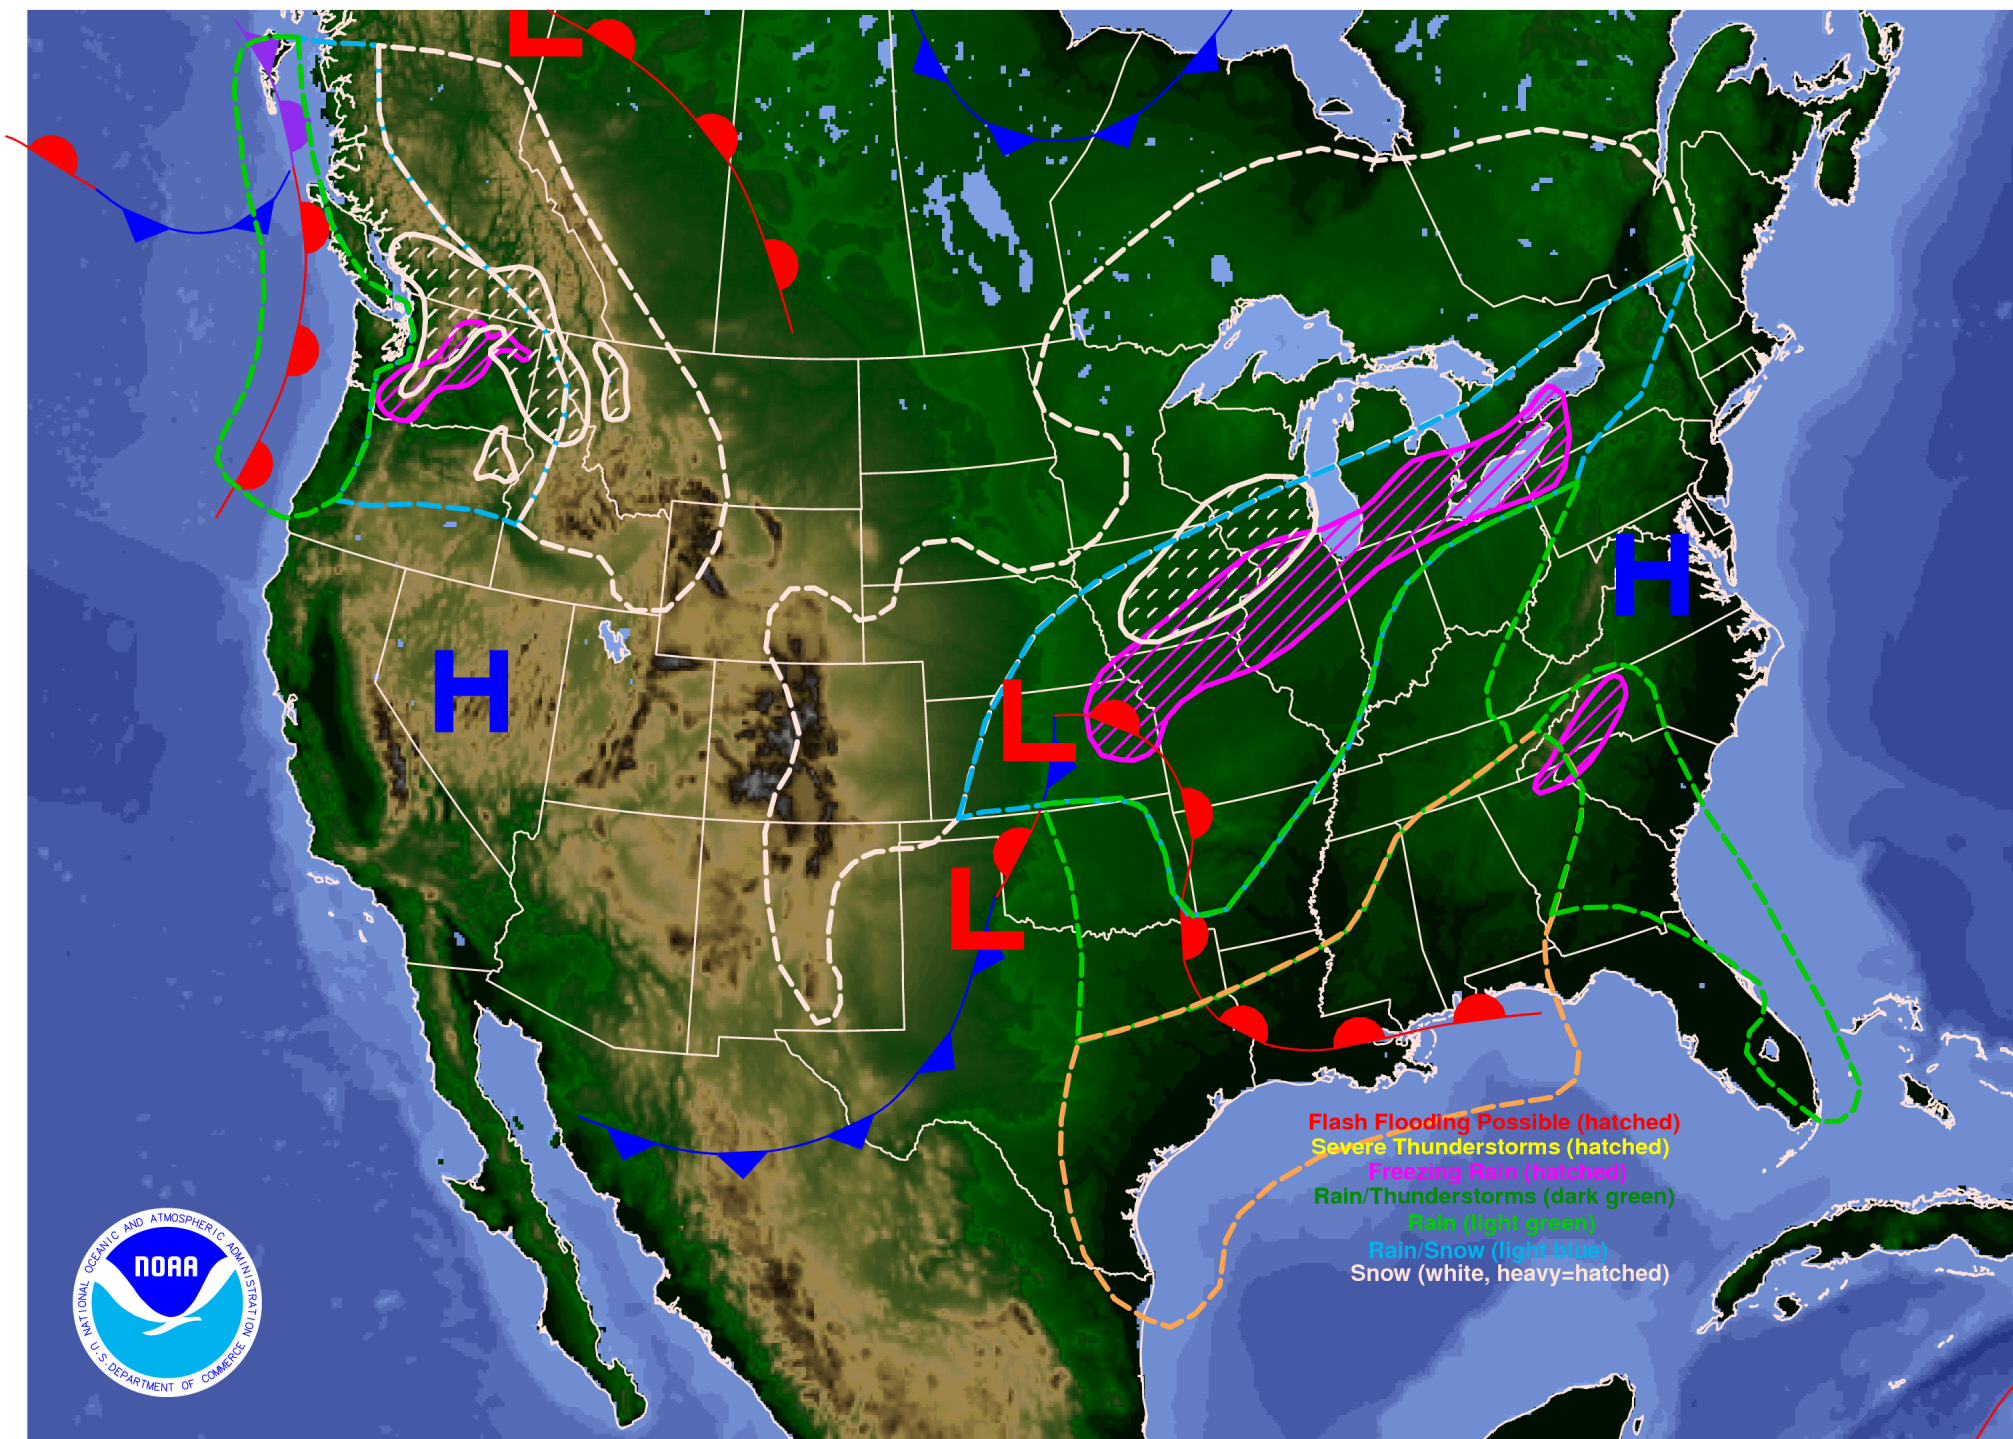 L
H
H
L
L
Flash Flooding Possible (hatched)
Severe Thunderstorms (hatched)
Freezing Rain (hatched)
Rain/Thunderstorms (dark green)
Rain (light green)
Rain/Snow (light blue)
Snow (white, heavy=hatched)
NATIONAL OCEANIC AND ATMOSPHERIC ADMINISTRATION
NOAA
U.S. DEPARTMENT OF COMMERCE